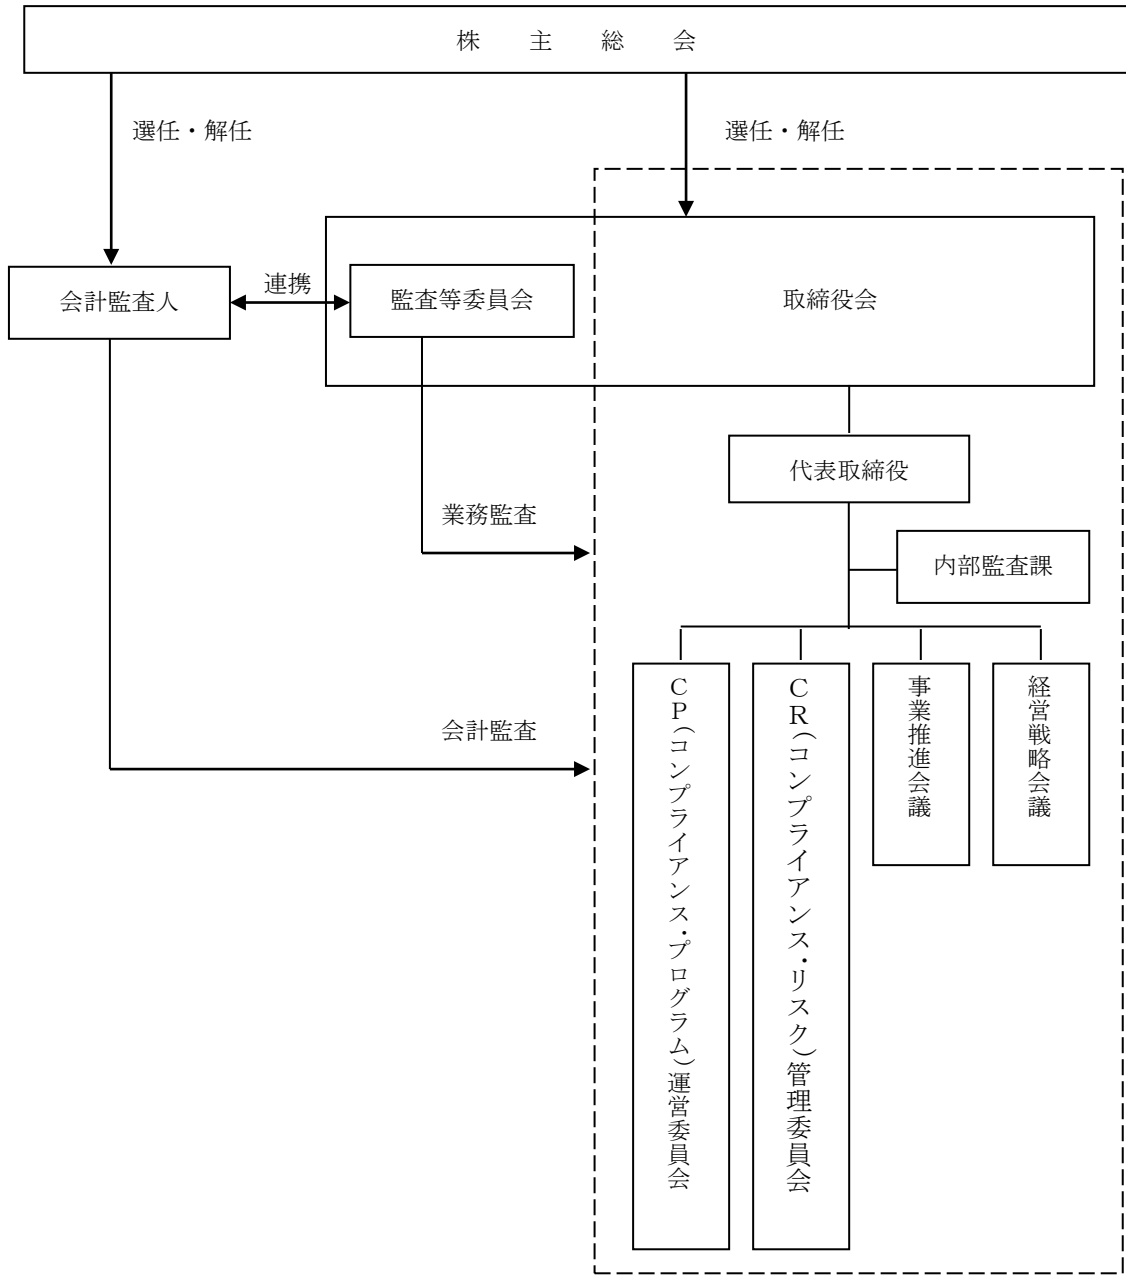 株　主　総　会
選任・解任
選任・解任
会計監査人
連携
監査等委員会
取締役会
代表取締役
業務監査
内部監査課
会計監査
CP（コンプライアンス・プログラム）運営委員会
CR（コンプライアンス・リスク）管理委員会
事業推進会議
経営戦略会議